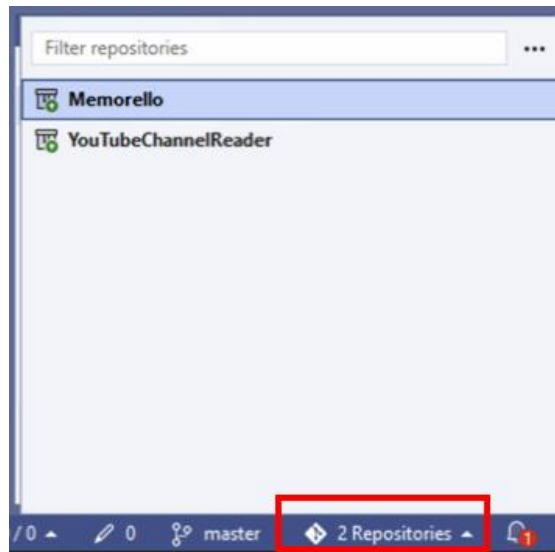 Filter repositories
Memorello
YouTubeChannelReader
/ 0 0 master 2 Repositories 1